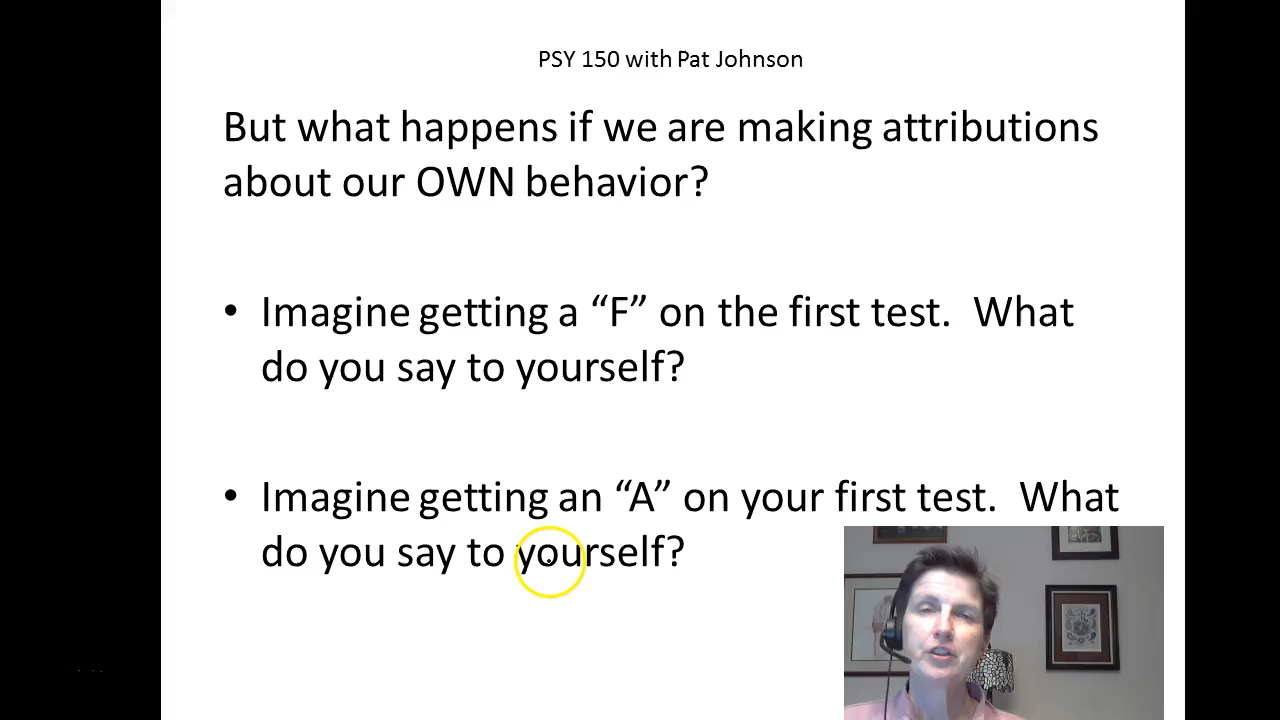 PSY 150 with Pat Johnson
But what happens if we are making attributions
about our OWN behavior?
• Imagine getting a “F” on the first test.  What
do you say to yourself?
• Imagine getting an “A” on your first test.  What
do you say to yourself?